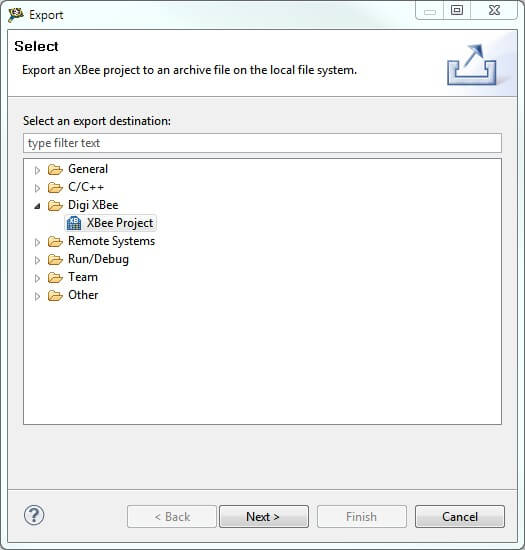 Export
Select
Export an XBee project to an archive file on the local file system.
Select an export destination:
type filter text
General
C/C++
Digi XBee
XBee Project
Remote Systems
Run/Debug
Team
Other
? < Back Next > Finish Cancel